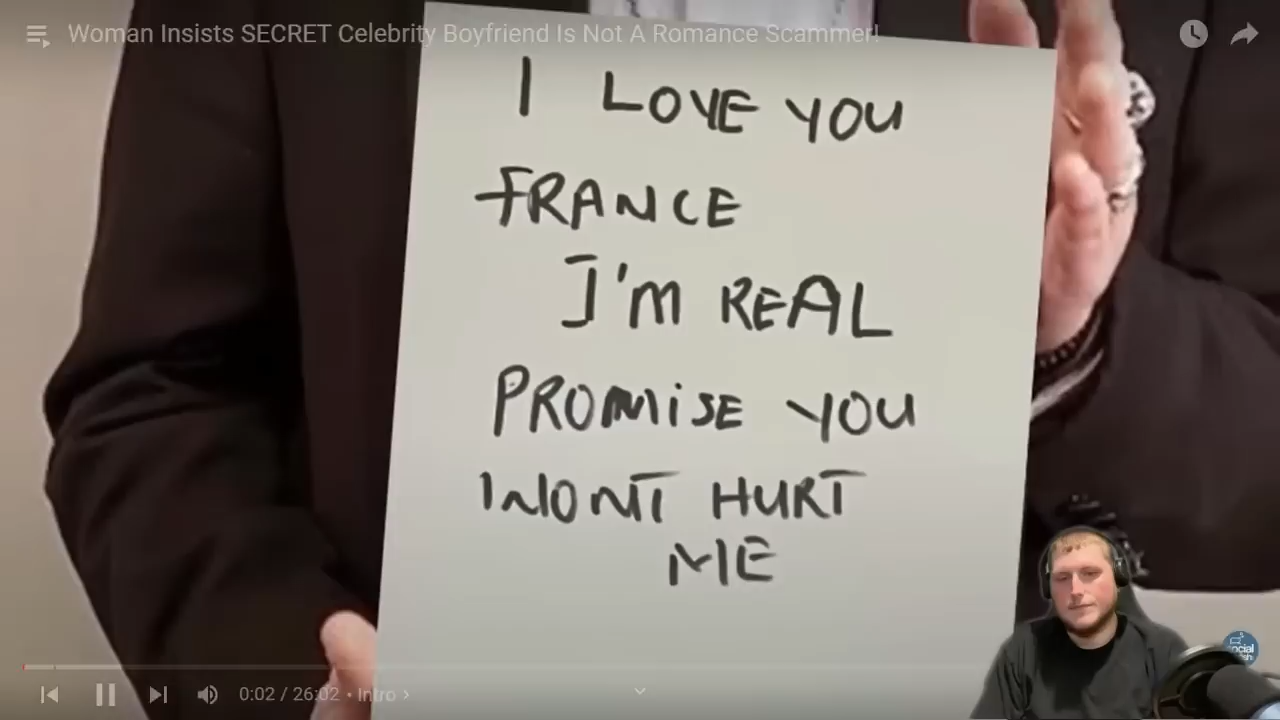 Woman Insists SECRET Celebrity Boyfriend Is Not A Romance Scammer!
I LOVE YOU
FRANCE
I'M REAL
PROMISE YOU
WONT HURT
ME
0:02 / 26:02 • Intro ›